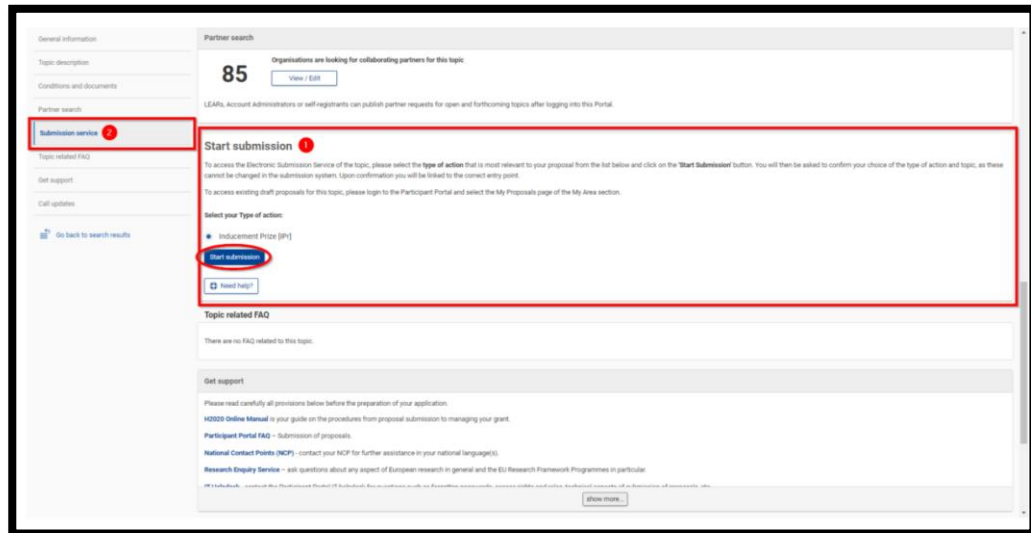 General information
Topic description
Conditions and documents
Partner search
Submission service 2
Topic related FAQ
Get support
Call updates
Go back to search results
Partner search
85
Organisations are looking for collaborating partners for this topic
View / Edit
LEARs, Account Administrators or self-registrants can publish partner requests for open and forthcoming topics after logging into this Portal.
Start submission 1
To access the Electronic Submission Service of the topic, please select the type of action that is most relevant to your proposal from the list below and click on the 'Start Submission' button. You will then be asked to confirm your choice of the type of action and topic, as these
cannot be changed in the submission system. Upon confirmation you will be linked to the correct entry point.
To access existing draft proposals for this topic, please login to the Participant Portal and select the My Proposals page of the My Area section.
Select your Type of action:
Inducement Prize [IPr]
Start submission
Need help?
Topic related FAQ
There are no FAQ related to this topic.
Get support
Please read carefully all provisions below before the preparation of your application.
H2020 Online Manual is your guide on the procedures from proposal submission to managing your grant.
Participant Portal FAQ – Submission of proposals.
National Contact Points (NCP) - contact your NCP for further assistance in your national language(s).
Research Enquiry Service – ask questions about any aspect of European research in general and the EU Research Framework Programmes in particular.
show more...